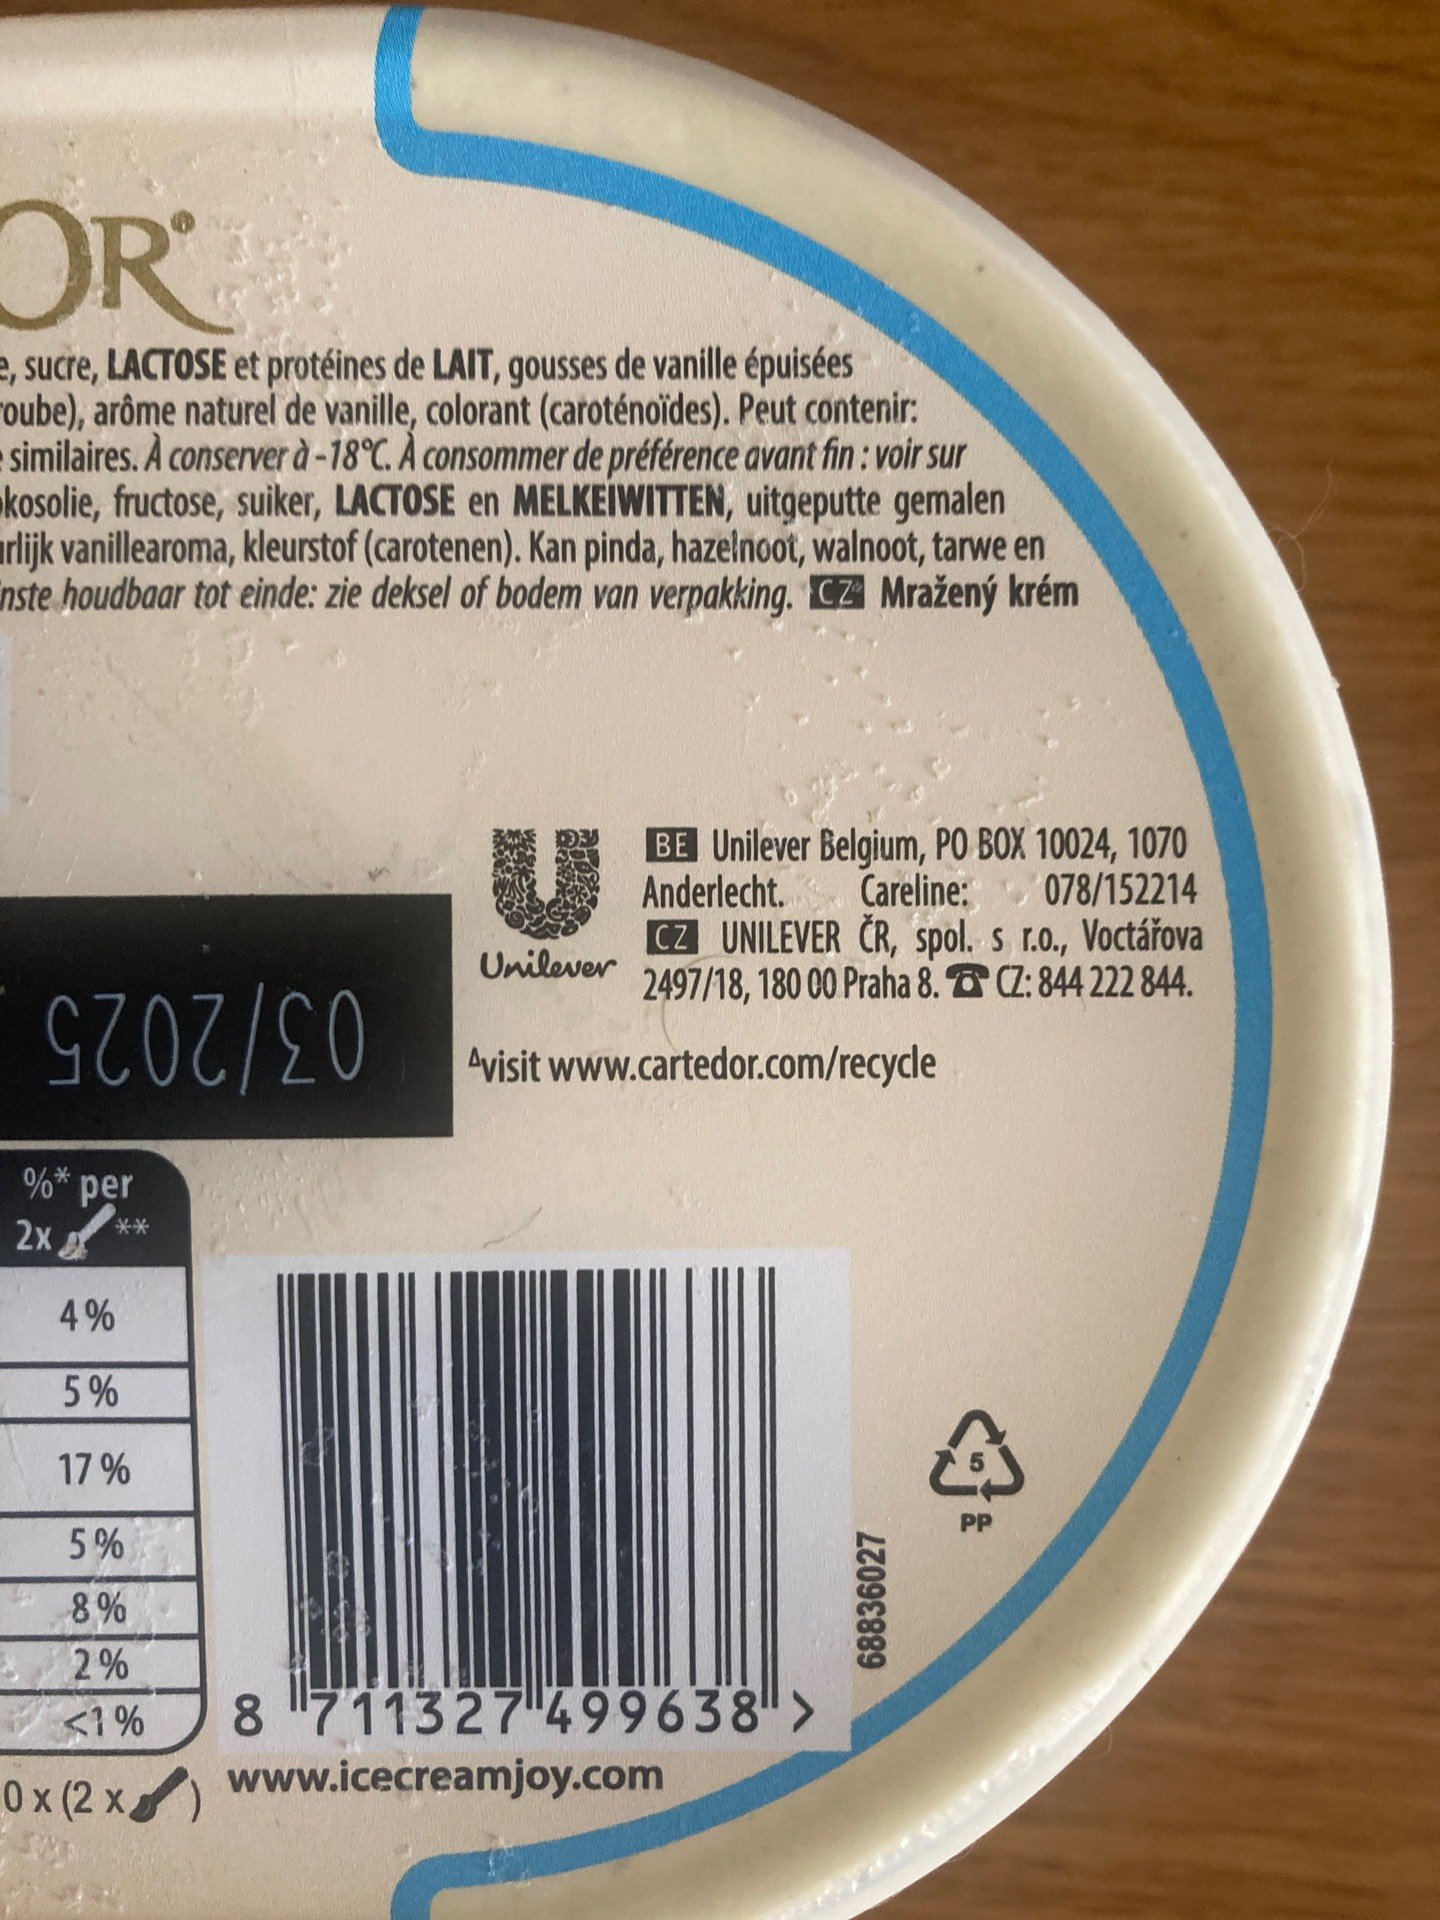 OR®
sucre, LACTOSE et protéines de LAIT, gousses de vanille épuisées
arôme naturel de vanille, colorant (caroténoïdes). Peut contenir:
similaires. À conserver à -18°C. À consommer de préférence avant fin : voir sur
fructose, suiker, LACTOSE en MELKEIWITTEN, uitgeputte gemalen
vanillearoma, kleurstof (carotenen). Kan pinda, hazelnoot, walnoot, tarwe en
houdbaar tot einde: zie deksel of bodem van verpakking. CZ Mražený krém
Unilever
BE Unilever Belgium, PO BOX 10024, 1070
Anderlecht. Careline: 078/152214
CZ UNILEVER ČR, spol. s r.o., Voctářova
2497/18, 180 00 Praha 8. ☎ CZ: 844 222 844.
03/2025
Δvisit www.cartedor.com/recycle
%* per
2x **
4%
5%
17%
5%
8%
2%
<1%
0 x (2 x )
8 711327 499638 >
68836027
5
PP
www.icecreamjoy.com